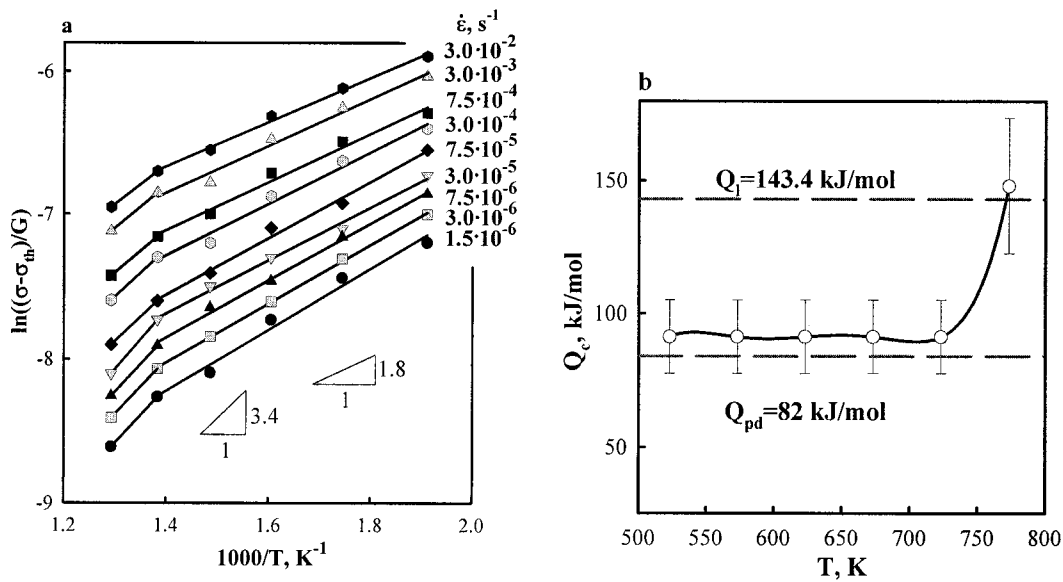 a
ε̇, s⁻¹
3.0·10⁻²
3.0·10⁻³
7.5·10⁻⁴
3.0·10⁻⁴
7.5·10⁻⁵
3.0·10⁻⁵
7.5·10⁻⁶
3.0·10⁻⁶
1.5·10⁻⁶
-6
-7
-8
-9
ln((σ-σth)/G)
1.8
1
3.4
1
1.2 1.4 1.6 1.8 2.0
1000/T, K⁻¹
b
150
100
50
Qc, kJ/mol
Ql=143.4 kJ/mol
Qpd=82 kJ/mol
500 550 600 650 700 750 800
T, K